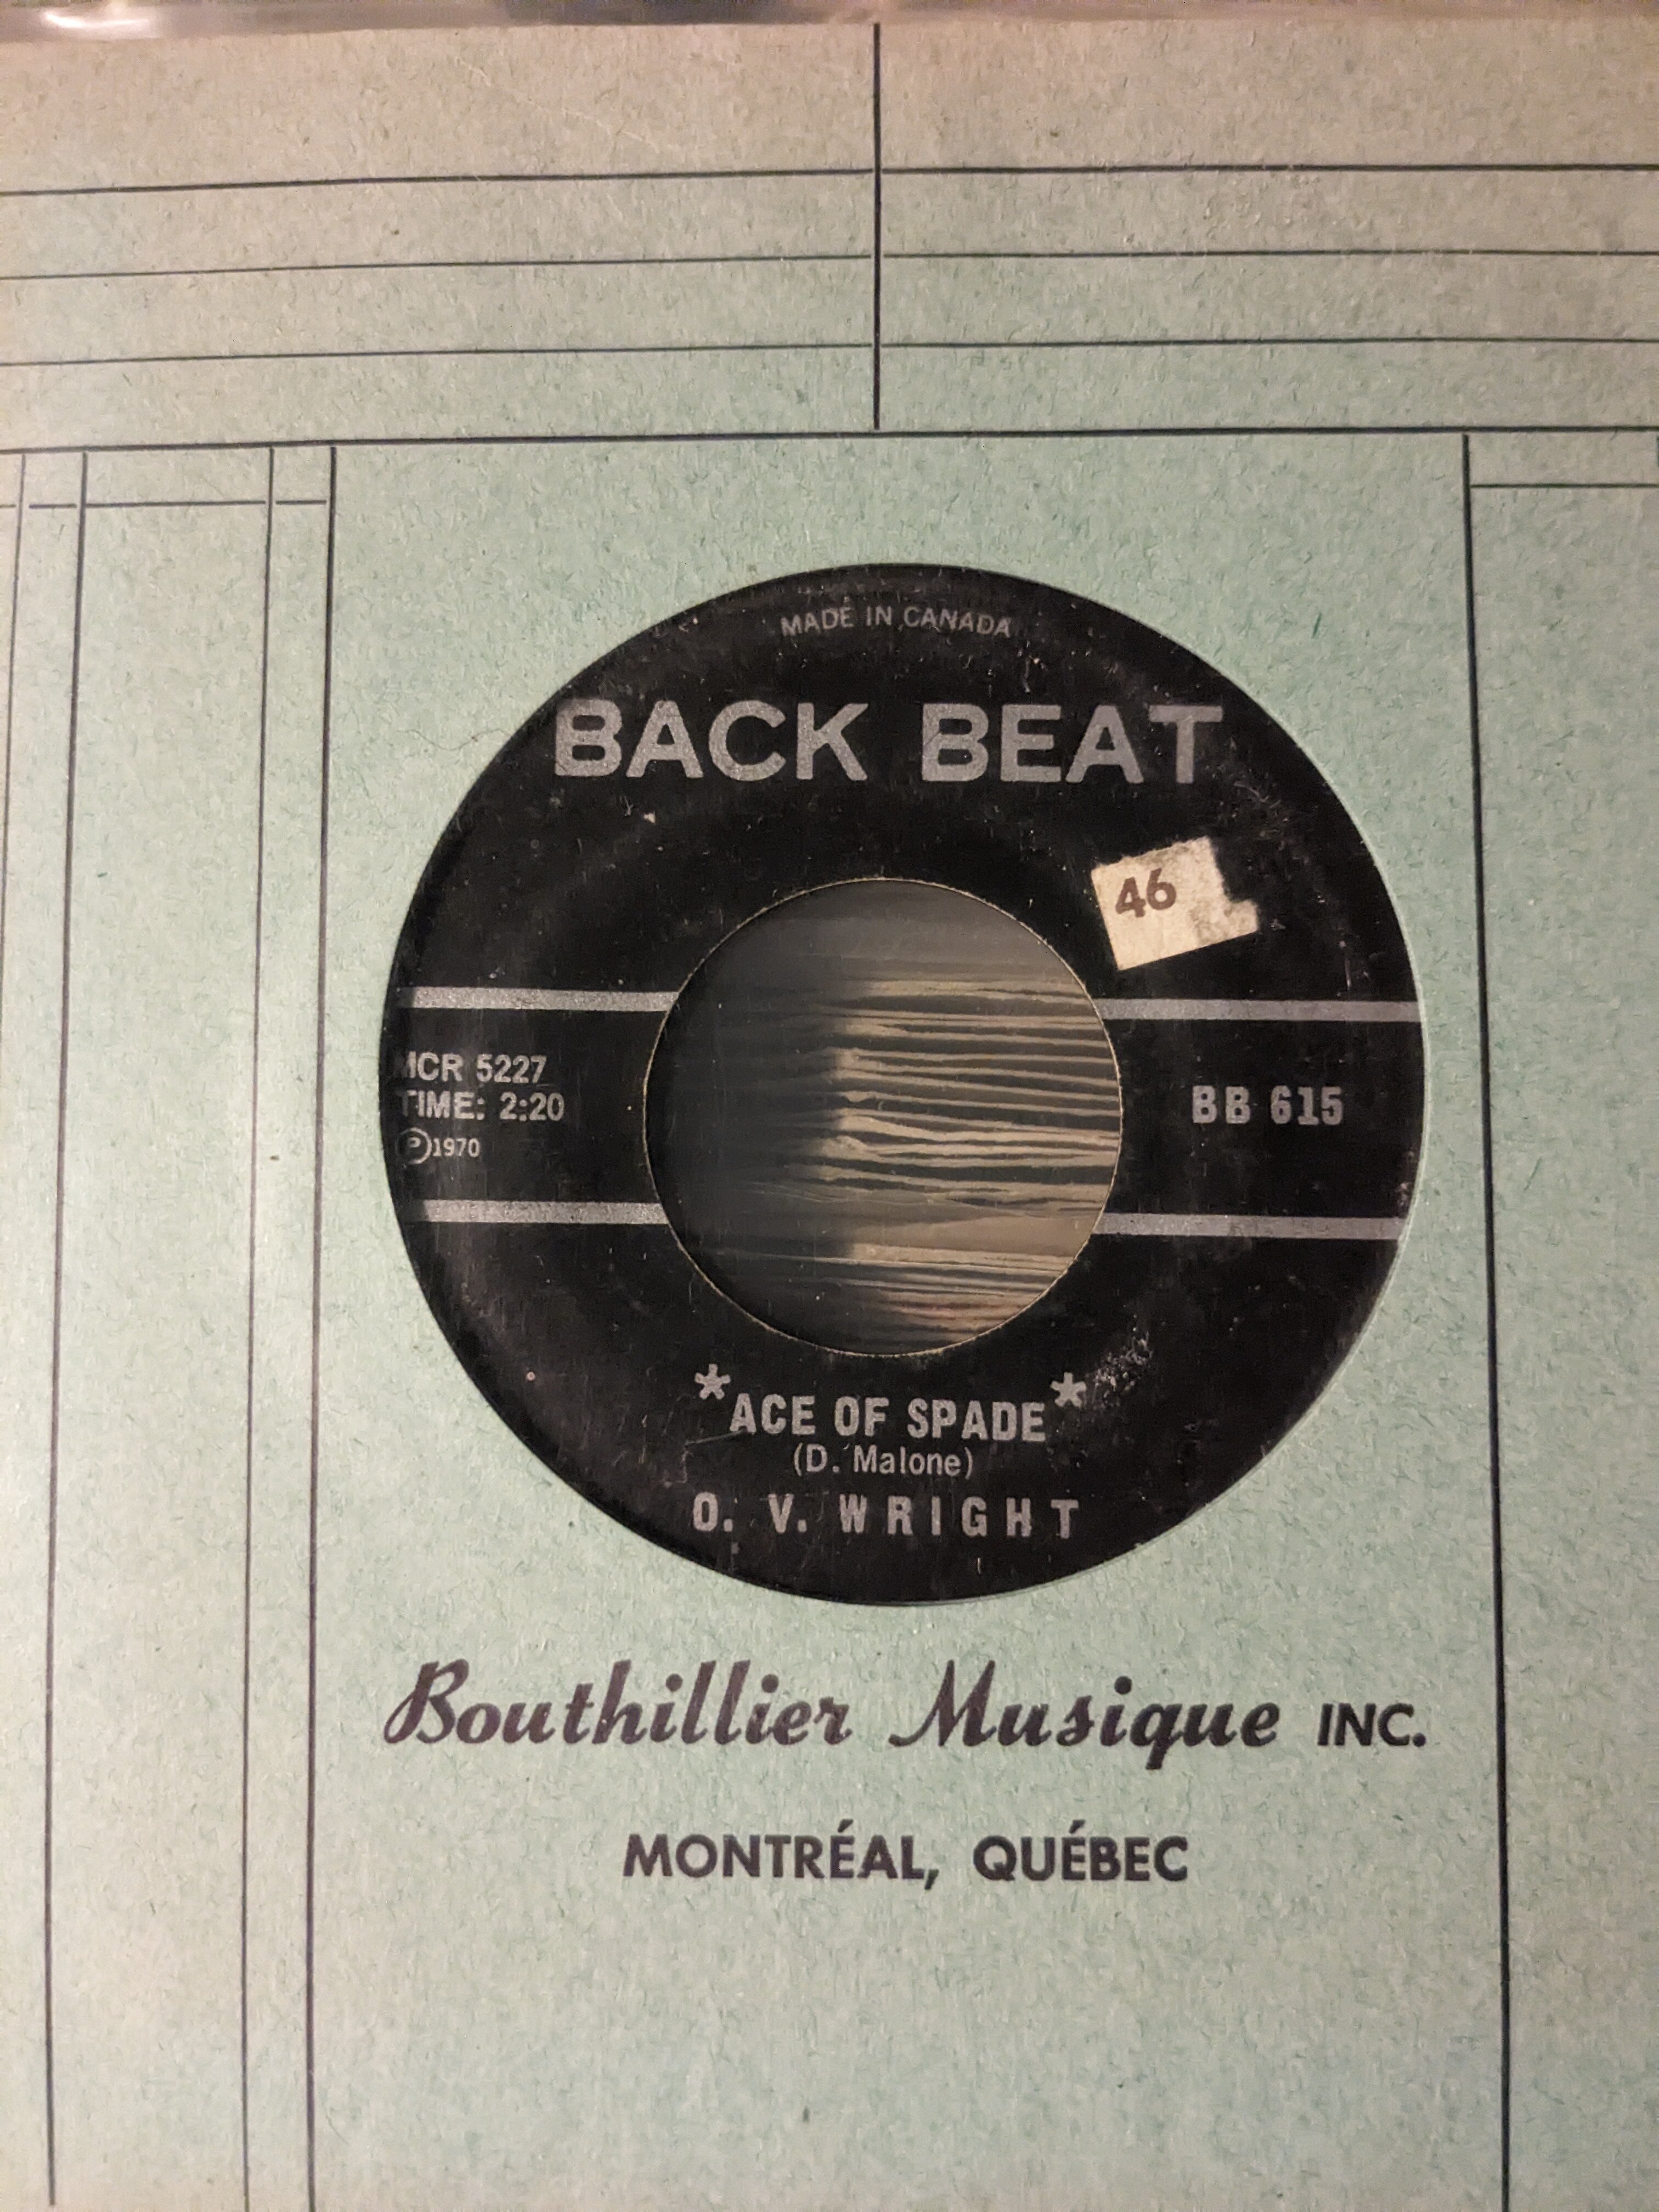 MADE IN CANADA
BACK BEAT
46
MCR 5227
TIME: 2:20
℗1970
BB 615
*ACE OF SPADE*
(D. Malone)
O. V. WRIGHT
Bouthillier Musique INC.
MONTRÉAL, QUÉBEC